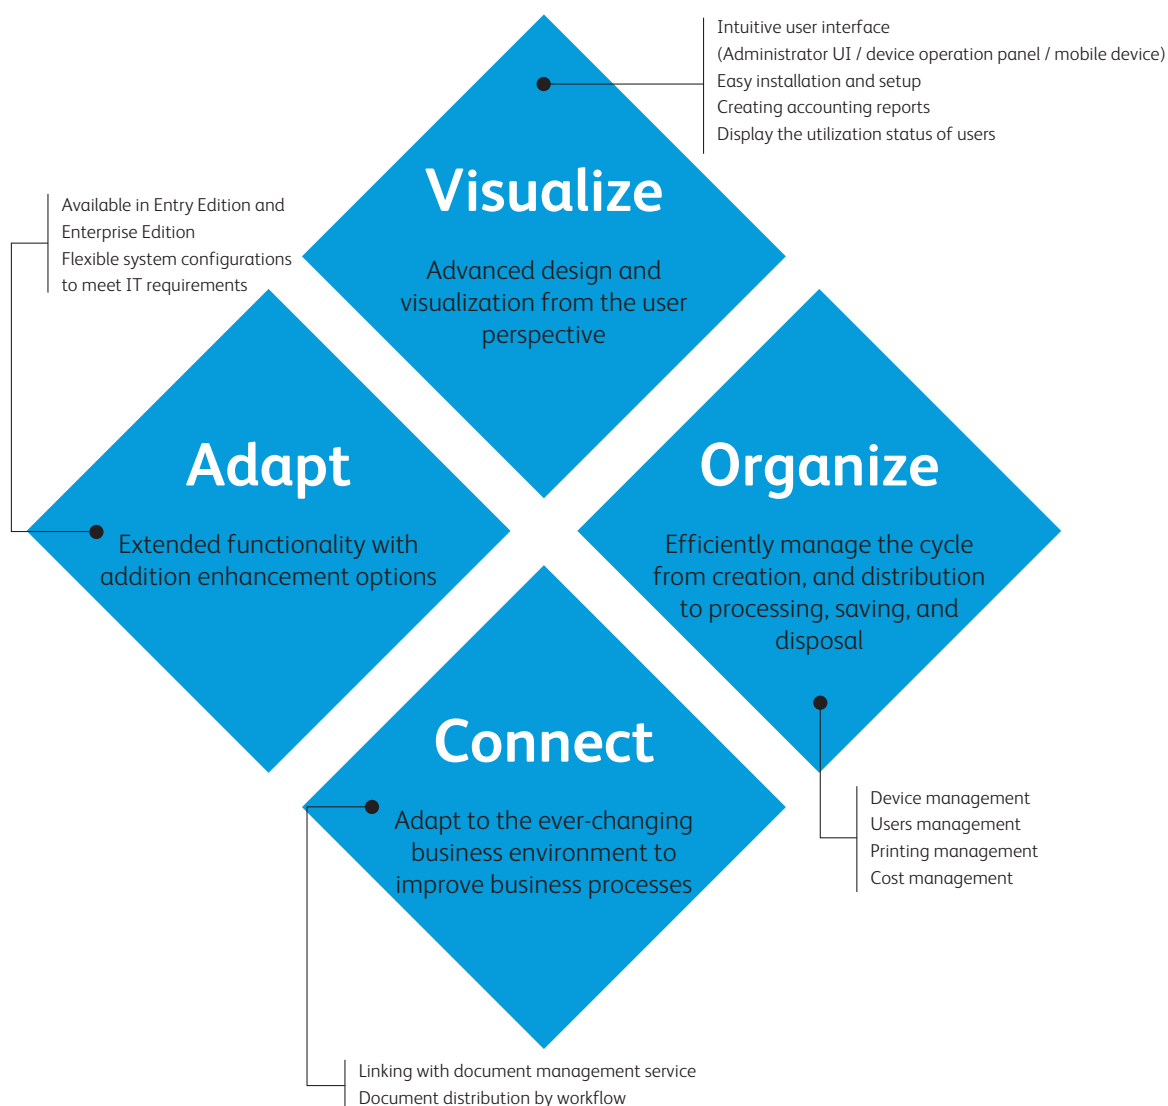 Intuitive user interface
(Administrator UI / device operation panel / mobile device)
Easy installation and setup
Creating accounting reports
Display the utilization status of users
Visualize
Advanced design and
visualization from the user
perspective
Available in Entry Edition and
Enterprise Edition
Flexible system configurations
to meet IT requirements
Adapt
Extended functionality with
addition enhancement options
Organize
Efficiently manage the cycle
from creation, and distribution
to processing, saving, and
disposal
Device management
Users management
Printing management
Cost management
Connect
Adapt to the ever-changing
business environment to
improve business processes
Linking with document management service
Document distribution by workflow